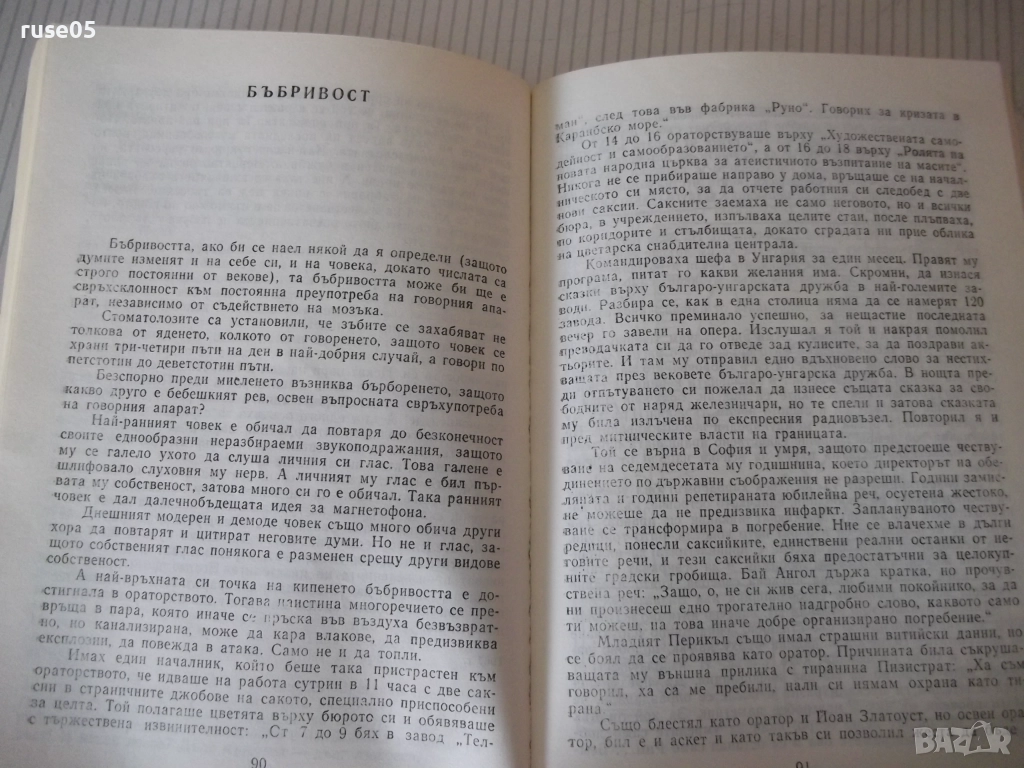 ruse05
БЪБРИВОСТ
Бъбривостта, ако би се наел някой да я определи (защото
думите изменят и на себе си, и на човека, докато числата са
строго постоянни от векове), та бъбривостта може би ще е
свръхсклонност към постоянна преупотреба на говорния апа-
рат, независимо от съдействието на мозъка.
Стоматолозите са установили, че зъбите се захабяват не
толкова от яденето, колкото от говоренето, защото човек се
храни три-четири пъти на ден в най-добрия случай, а говори по
петстотин до деветстотин пъти.
Безспорно преди мисленето възниква бърборенето, защото
какво друго е бебешкият рев, освен въпросната свръхупотреба
на говорния апарат?
Най-ранният човек е обичал да повтаря до безконечност
своите еднообразни неразбираеми звукоподражания, защото
му се галело ухото да слуша личния си глас. Това галене е
шлифовало слуховия му нерв. А личният му глас е бил пър-
вата му собственост, затова много си го е обичал. Така ранният
човек е дал далечнобъдещата идея за магнетофона.
Днешният модерен и демоде човек също много обича други
хора да повтарят и цитират неговите думи. Но не и глас, за-
щото собственият глас понякога е разменен срещу други видове
собственост.
А най-връхната си точка на кипенето бъбривостта е до-
стигнала в ораторството. Тогава наистина многоречието се пре-
връща в пара, която иначе се пръска във въздуха безвъзврат-
но, но канализирана, може да кара влакове, да предизвиква
експлозии, да повежда в атака. Само не и да топли.
Имах един началник, който беше така пристрастен към
ораторството, че идваше на работа сутрин в 11 часа с две сак-
сии в страничните джобове на сакото, специално приспособени
за целта. Той полагаше цветята върху бюрото си и обявяваше
с тържествена извинителност: „Ст 7 до 9 бях в завод „Тел-
90
ман“, след това във фабрика „Руно“. Говорих за кризата в
Карайбско море.“
От 14 до 16 ораторствуваше върху „Художествената само-
дейност и самообразованието“, а от 16 до 18 върху „Ролята на
новата народна църква за атеистичното възпитание на масите“.
Никога не се прибираше направо у дома, връщаше се на начал-
ническото си място, за да отчете работния си следобед с две
нови саксии. Саксиите заемаха не само неговото, но и всички
бюра, в учреждението, изпълваха целите стаи, после плъпваха,
по коридорите и стълбищата, докато сградата ни прие облика
на цветарска снабдителна централа.
Командироваха шефа в Унгария за един месец. Правят му
програма, питат го какви желания има. Скромни, да изнася
сказки върху българо-унгарската дружба в най-големите за-
води. Разбира се, как в една столица няма да се намерят 120
завода. Всичко преминало успешно, за нещастие последната
вечер го завели на опера. Изслушал я той и накрая помолил
преводачката си да го отведе зад кулисите, за да поздрави ак-
тьорите. И там му отправил едно вдъхновено слово за нестих-
ващата през вековете българо-унгарска дружба. В нощта пре-
ди отпътуването си пожелал да изнесе същата сказка за сво-
бодните от наряд железничари, но те спели и затова сказката
му била излъчена по експресния радиовъзел. Повторил я и
пред митническите власти на границата.
Той се върна в София и умря, защото предстоеше честву-
ване на седемдесетата му годишнина, което директорът на обе-
динението по държавни съображения не разреши. Години замис-
ляната и години репетираната юбилейна реч, осуетена жестоко,
не можеше да не предизвика инфаркт. Запланувaното честву-
ване се трансформира в погребение. Ние се влачехме в дълги
редици, понесли саксийките, единствени реални останки от не-
говите речи, и тези саксийки бяха предостатъчни за целокуп-
ните градски гробища. Бай Ангол държа кратка, но прочув-
ствена реч: „Защо, о, не си жив сега, любими покойнико, за да
ни произнесеш едно трогателно надгробно слово, каквото само
ти можеш, на това иначе добре организирано погребение.“
Младият Перикъл също имал страшни витийски данни, но
се боял да се проявява като оратор. Причината била съкруша-
ващата му външна прилика с тиранина Пизистрат: „Ха съм
говорил, ха са ме пребили, нали си нямам охрана като ти-
рана“.
Също блестял като оратор и Йоан Златоуст, но освен ора-
тор, бил е и аскет и като такъв си позволил
91
BAZAR